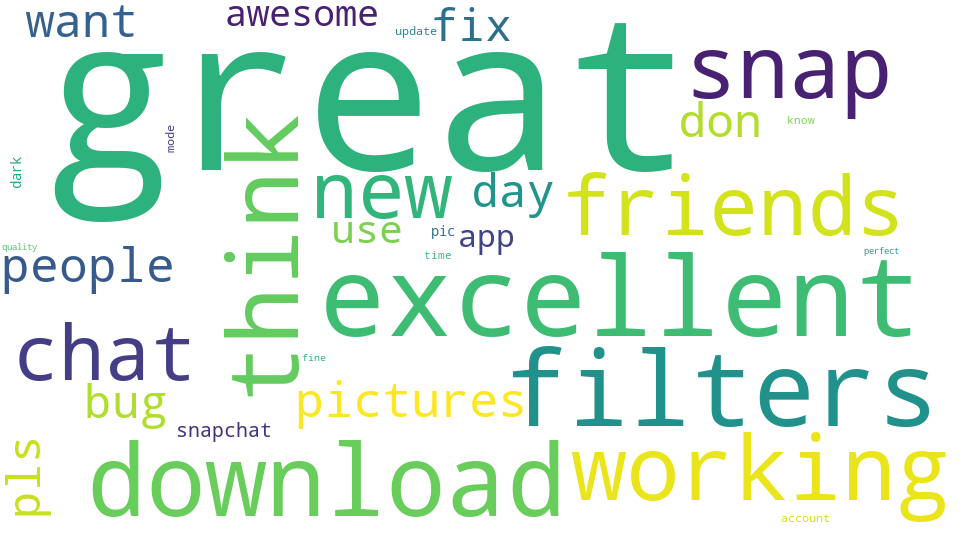 want
awesome
update
fix
great
snap
don
know
mode
dark
think
new
day
friends
use
pic
app
time
quality
people
perfect
excellent
chat
fine
filters
bug
pictures
snapchat
pls
download
working
account